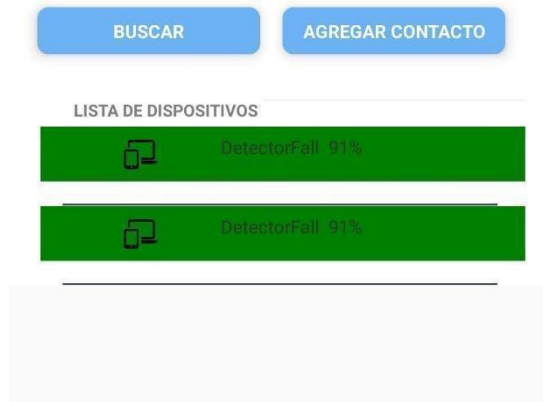 BUSCAR
AGREGAR CONTACTO
LISTA DE DISPOSITIVOS
DetectorFall 91%
DetectorFall 91%